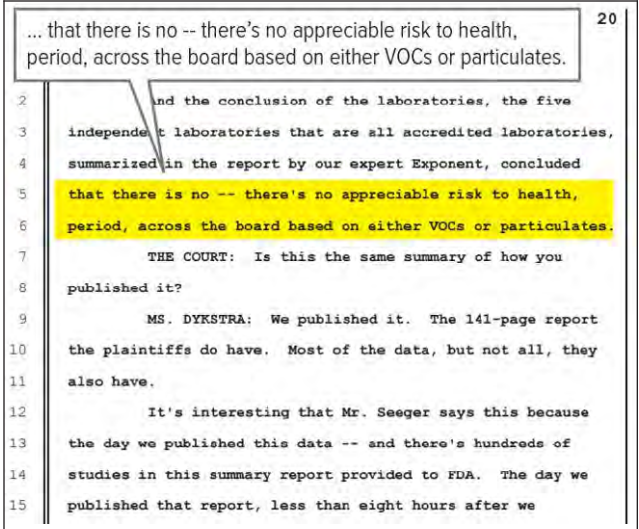 20
... that there is no -- there's no appreciable risk to health,
period, across the board based on either VOCs or particulates.
2 and the conclusion of the laboratories, the five
3 independent laboratories that are all accredited laboratories,
4 summarized in the report by our expert Exponent, concluded
5 that there is no -- there's no appreciable risk to health,
6 period, across the board based on either VOCs or particulates.
7 THE COURT: Is this the same summary of how you
8 published it?
9 MS. DYKSTRA: We published it. The 141-page report
10 the plaintiffs do have. Most of the data, but not all, they
11 also have.
12 It's interesting that Mr. Seeger says this because
13 the day we published this data -- and there's hundreds of
14 studies in this summary report provided to FDA. The day we
15 published that report, less than eight hours after we